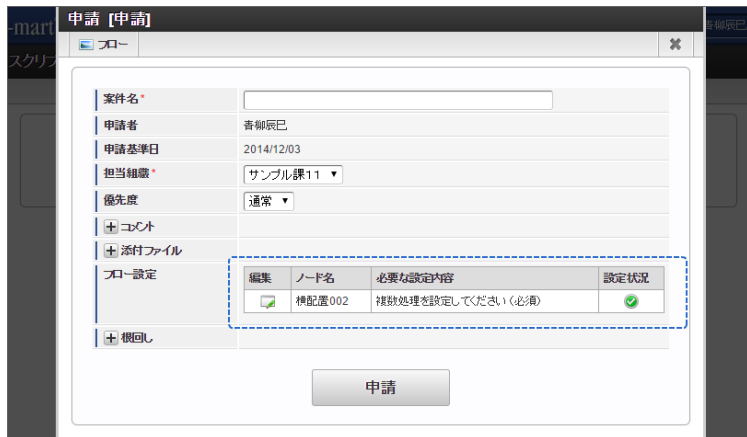 -mart
申請 [申請]
青柳辰巳
スクリプ
フロー
案件名*
申請者 青柳辰巳
申請基準日 2014/12/03
担当組織* サンプル課11
優先度 通常
コメント
添付ファイル
フロー設定
編集 ノード名 必要な設定内容 設定状況
横配置002 複数処理を設定してください（必須）
根回し
申請